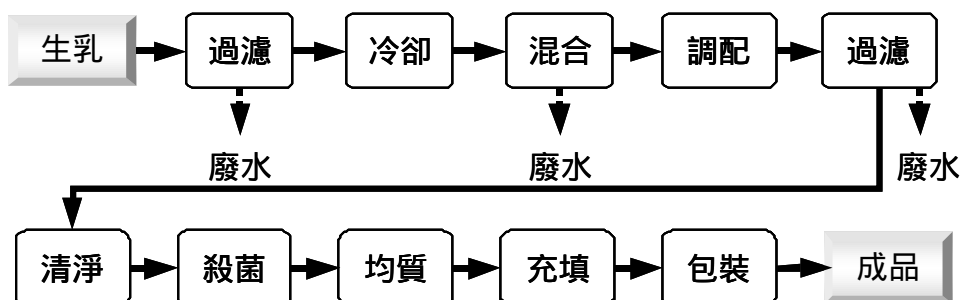 生乳 過濾 冷卻 混合 調配 過濾
廢水 廢水 廢水
清淨 殺菌 均質 充填 包裝 成品